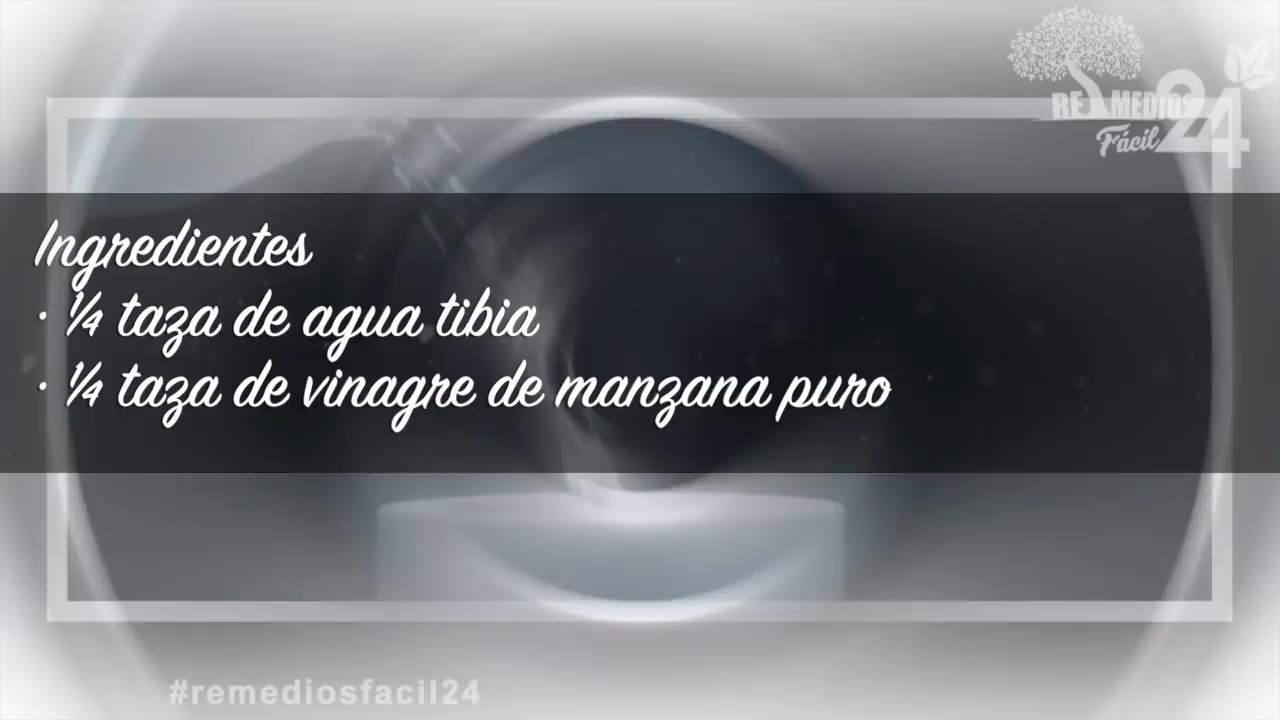 REMEDIOS
Fácil 24
Ingredientes
· ¼ taza de agua tibia
· ¼ taza de vinagre de manzana puro
#remediosfacil24